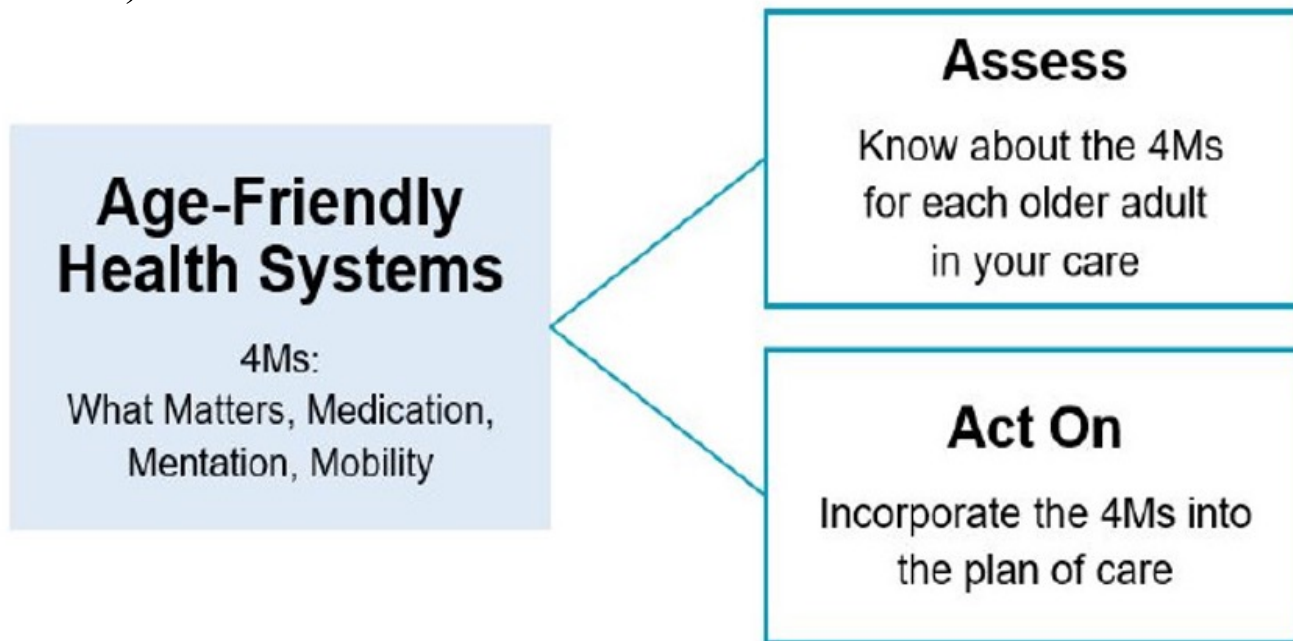 Age-Friendly
Health Systems
4Ms:
What Matters, Medication,
Mentation, Mobility
Assess
Know about the 4Ms
for each older adult
in your care
Act On
Incorporate the 4Ms into
the plan of care